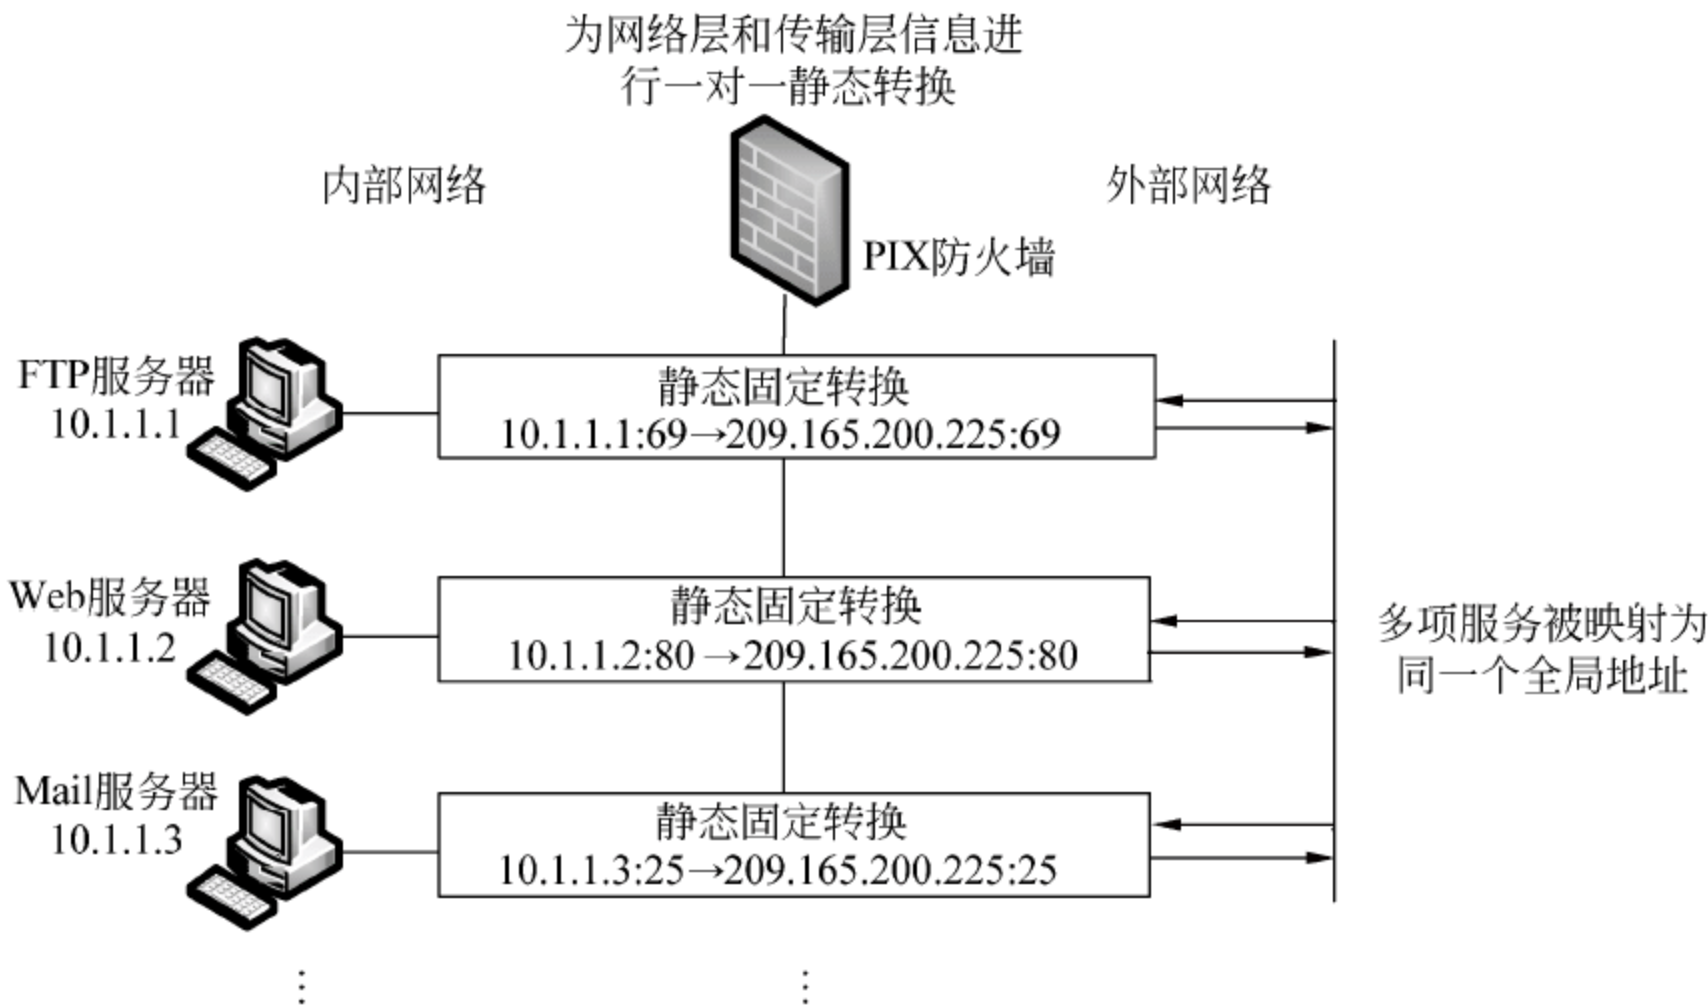 为网络层和传输层信息进
行一对一静态转换
内部网络
外部网络
PIX防火墙
FTP服务器
10.1.1.1
静态固定转换
10.1.1.1:69→209.165.200.225:69
Web服务器
10.1.1.2
静态固定转换
10.1.1.2:80→209.165.200.225:80
多项服务被映射为
同一个全局地址
Mail服务器
10.1.1.3
静态固定转换
10.1.1.3:25→209.165.200.225:25